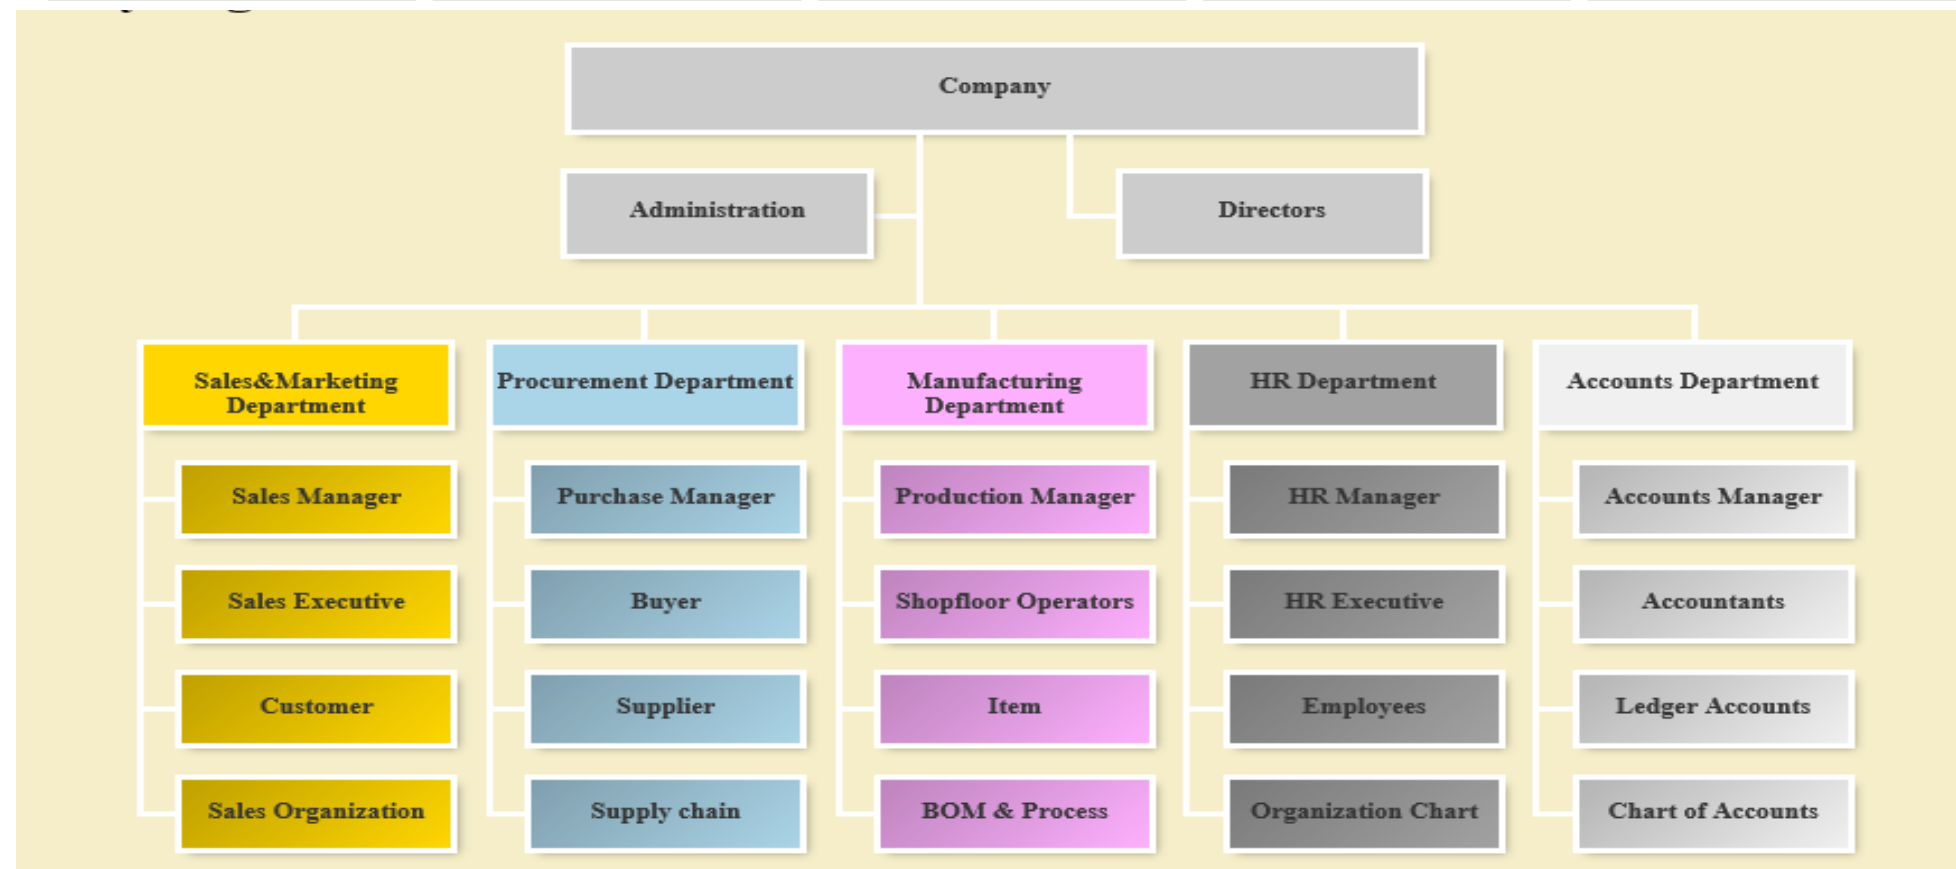 Company
Administration
Directors
Sales&Marketing
Department
Procurement Department
Manufacturing
Department
HR Department
Accounts Department
Sales Manager
Purchase Manager
Production Manager
HR Manager
Accounts Manager
Sales Executive
Buyer
Shopfloor Operators
HR Executive
Accountants
Customer
Supplier
Item
Employees
Ledger Accounts
Sales Organization
Supply chain
BOM & Process
Organization Chart
Chart of Accounts